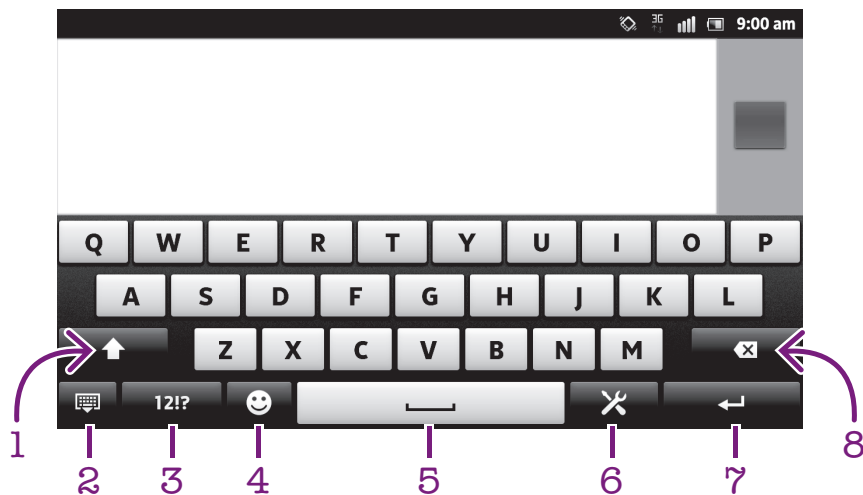 3G 9:00 am
Q W E R T Y U I O P
A S D F G H J K L
Z X C V B N M
12!?
1 8
2 3 4 5 6 7